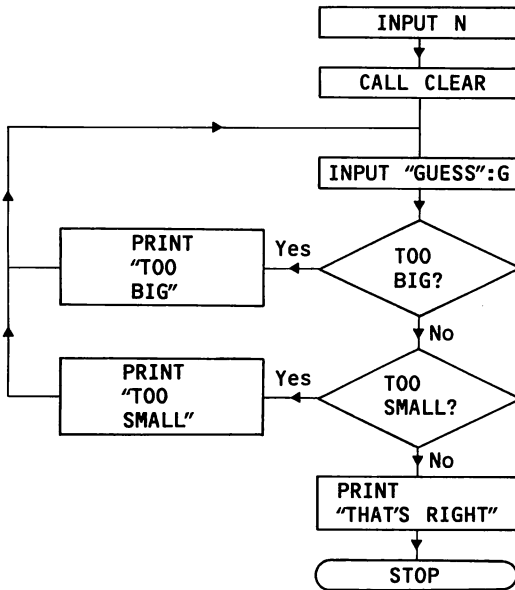 INPUT N
CALL CLEAR
INPUT “GUESS”:G
PRINT
“TOO
BIG”
Yes
TOO
BIG?
No
PRINT
“TOO
SMALL”
Yes
TOO
SMALL?
No
PRINT
“THAT'S RIGHT”
STOP